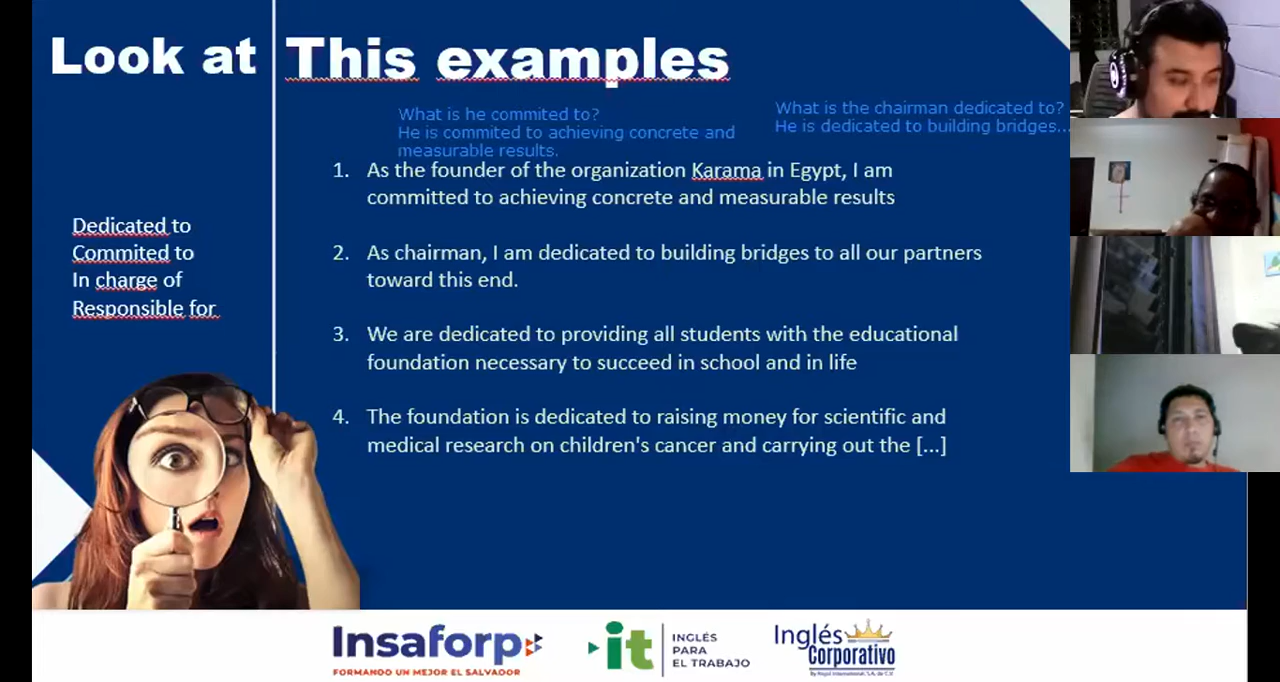 Look at This examples
What is he commited to?
He is commited to achieving concrete and
measurable results.
What is the chairman dedicated to?
He is dedicated to building bridges...
1. As the founder of the organization Karama in Egypt, I am
committed to achieving concrete and measurable results
2. As chairman, I am dedicated to building bridges to all our partners
toward this end.
3. We are dedicated to providing all students with the educational
foundation necessary to succeed in school and in life
4. The foundation is dedicated to raising money for scientific and
medical research on children's cancer and carrying out the [...]
Dedicated to
Commited to
In charge of
Responsible for
Insaforp
FORMANDO UN MEJOR EL SALVADOR
it
INGLÉS
PARA
EL TRABAJO
Inglés
Corporativo